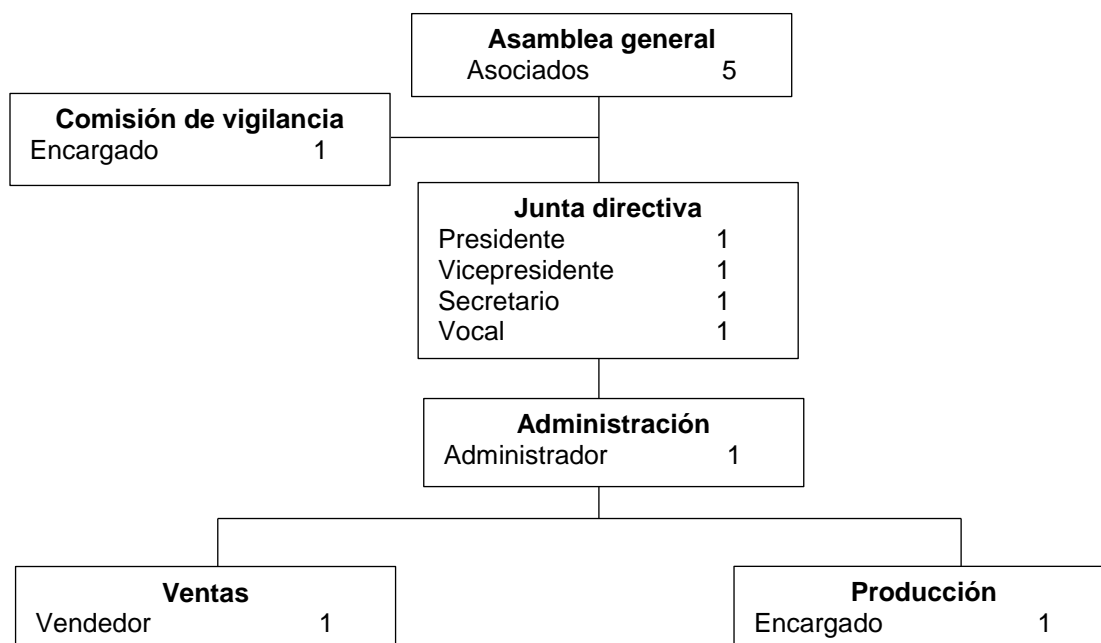 Asamblea general
Asociados 5
Comisión de vigilancia
Encargado 1
Junta directiva
Presidente 1
Vicepresidente 1
Secretario 1
Vocal 1
Administración
Administrador 1
Ventas
Vendedor 1
Producción
Encargado 1